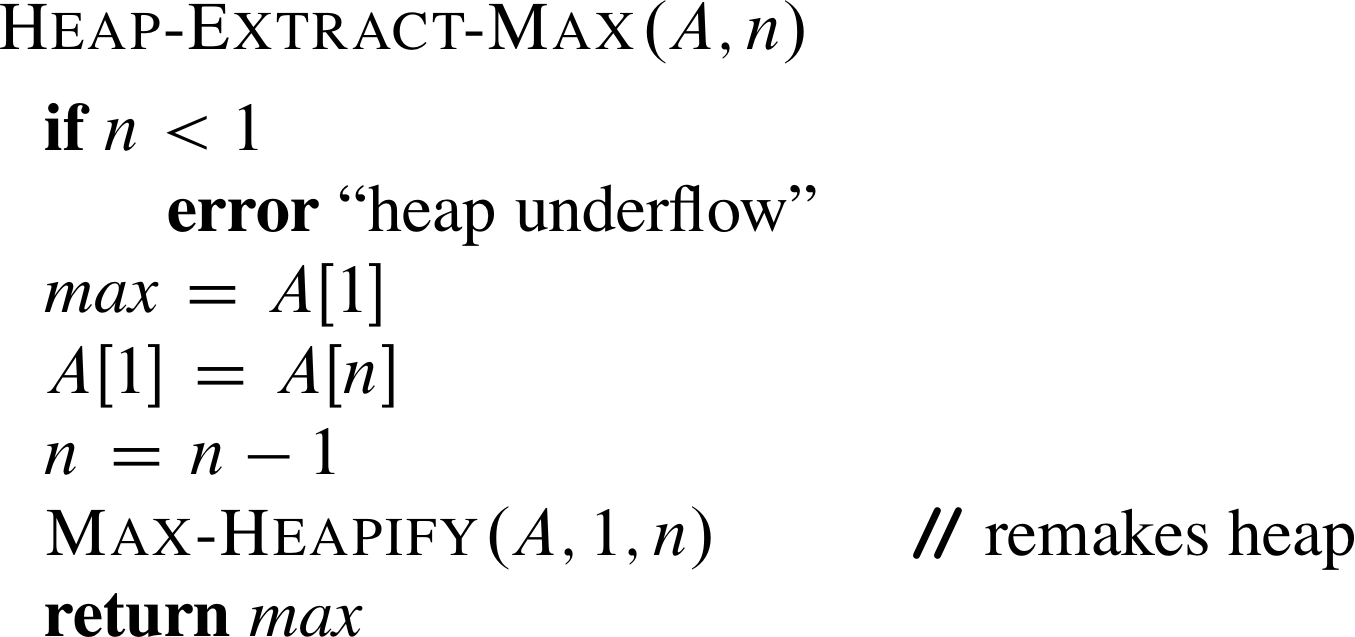 HEAP-EXTRACT-MAX(A, n)
if n < 1
error “heap underflow”
max = A[1]
A[1] = A[n]
n = n − 1
MAX-HEAPIFY(A, 1, n) // remakes heap
return max